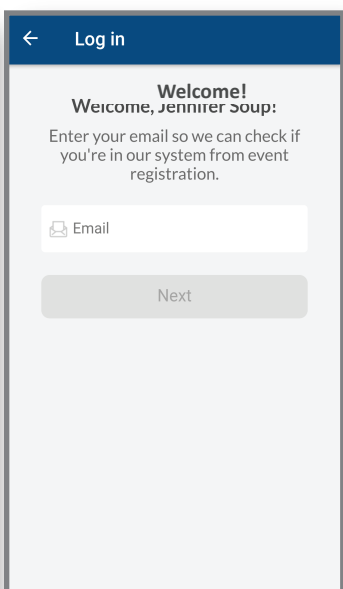 Log in
Welcome!
Welcome, Jennifer Soup!
Enter your email so we can check if
you're in our system from event
registration.
Email
Next